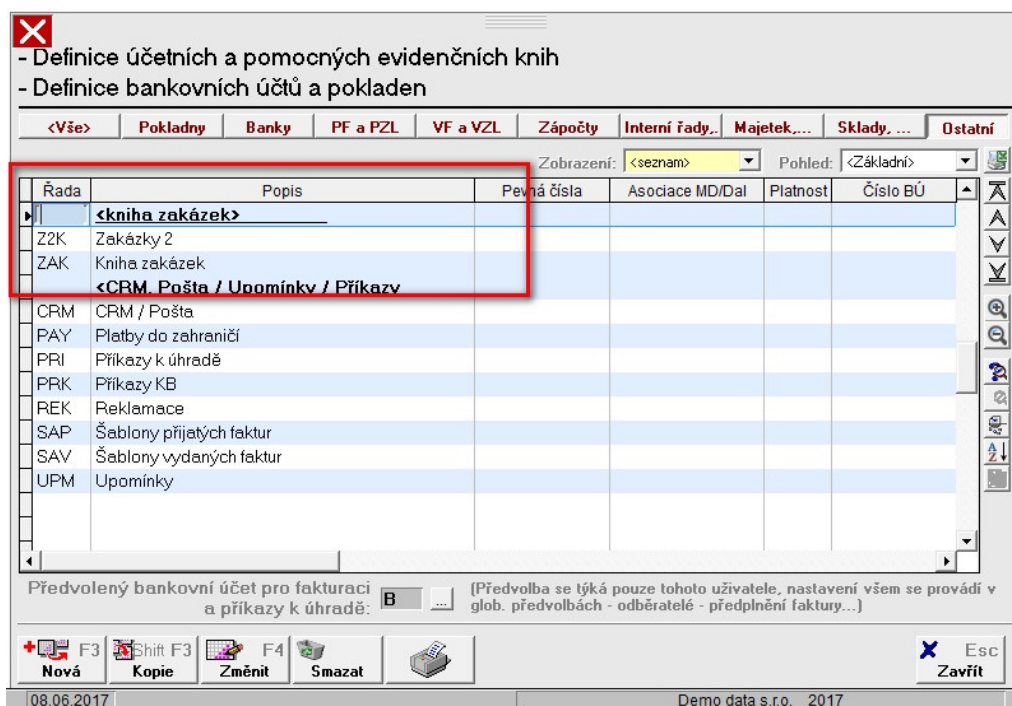 - Definice účetních a pomocných evidenčních knih
- Definice bankovních účtů a pokladen
<Vše> Pokladny Banky PF a PZL VF a VZL Zápočty Interní řady,. Majetek,... Sklady, ... Ostatní
Zobrazení: <seznam> Pohled: <Základní>
Řada Popis Pevná čísla Asociace MD/Dal Platnost Číslo BÚ
<kniha zakázek>
Z2K Zakázky 2
ZAK Kniha zakázek
<CRM, Pošta / Upomínky / Příkazy
CRM CRM / Pošta
PAY Platby do zahraničí
PRI Příkazy k úhradě
PRK Příkazy KB
REK Reklamace
SAP Šablony přijatých faktur
SAV Šablony vydaných faktur
UPM Upomínky
Předvolený bankovní účet pro fakturaci
a příkazy k úhradě: B ...
(Předvolba se týká pouze tohoto uživatele, nastavení všem se provádí v
glob. předvolbách - odběratelé - předplnění faktury...)
F3 Shift F3 F4 Esc
Nová Kopie Změnit Smazat Zavřít
08.06.2017 Demo data s.r.o. 2017